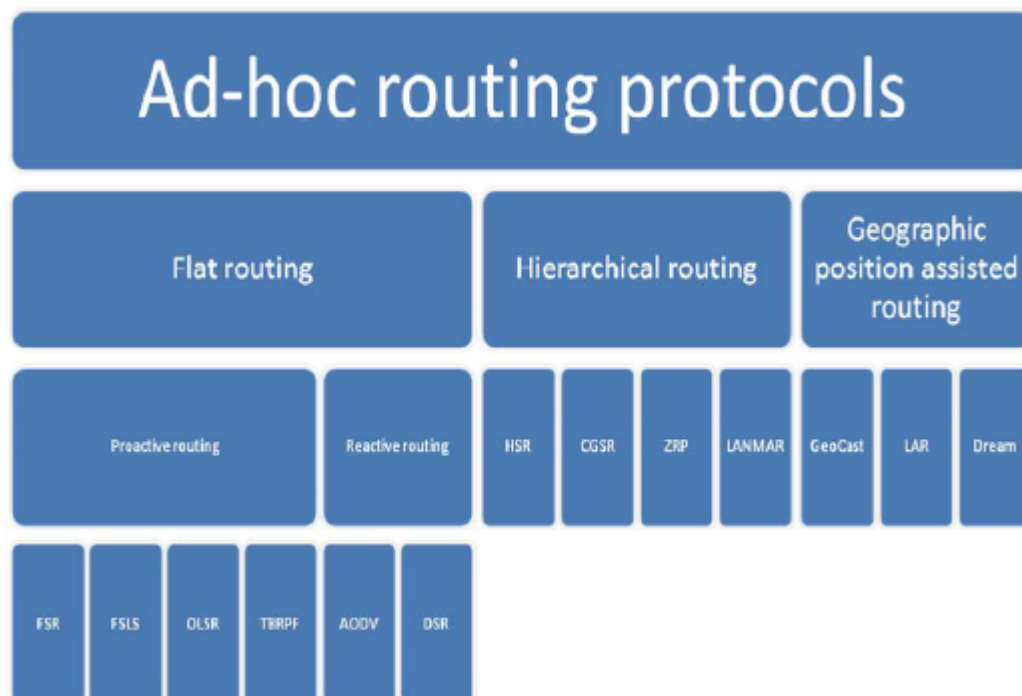 Ad-hoc routing protocols
Flat routing
Hierarchical routing
Geographic
position assisted
routing
Proactive routing
Reactive routing
HSR
CGSR
ZRP
LANMAR
GeoCast
LAR
Dream
FSR
FSLS
OLSR
TBRPF
AODV
DSR